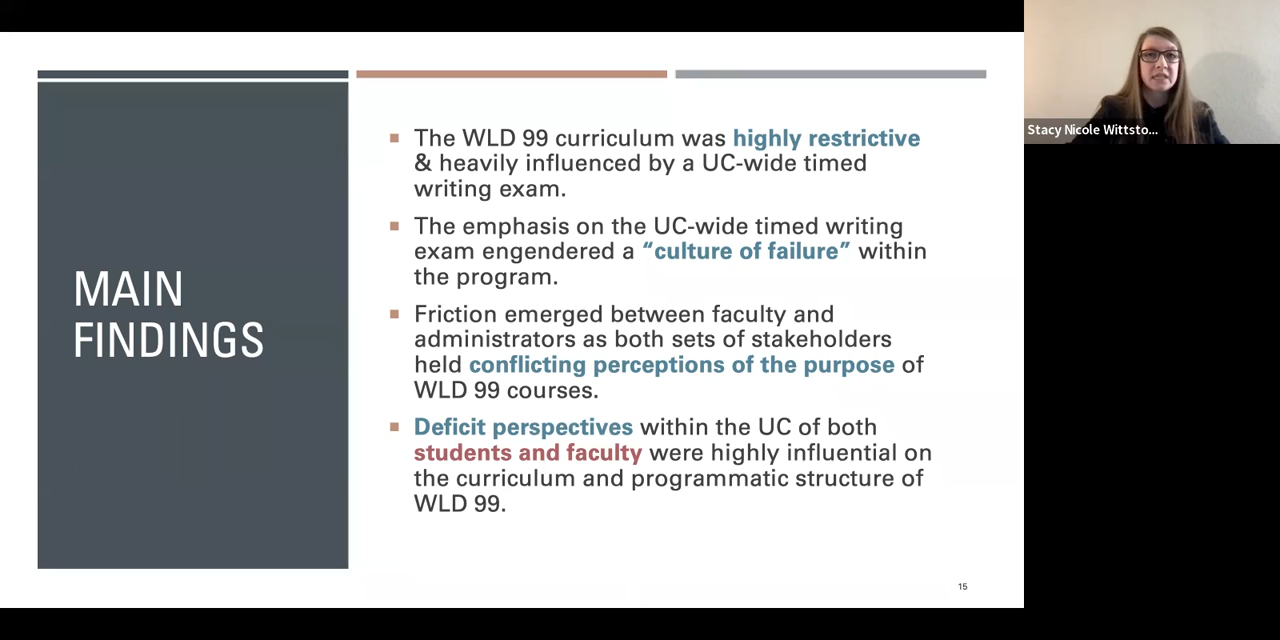 MAIN
FINDINGS
The WLD 99 curriculum was highly restrictive
& heavily influenced by a UC-wide timed
writing exam.
The emphasis on the UC-wide timed writing
exam engendered a “culture of failure” within
the program.
Friction emerged between faculty and
administrators as both sets of stakeholders
held conflicting perceptions of the purpose of
WLD 99 courses.
Deficit perspectives within the UC of both
students and faculty were highly influential on
the curriculum and programmatic structure of
WLD 99.
15
Stacy Nicole Wittsto...